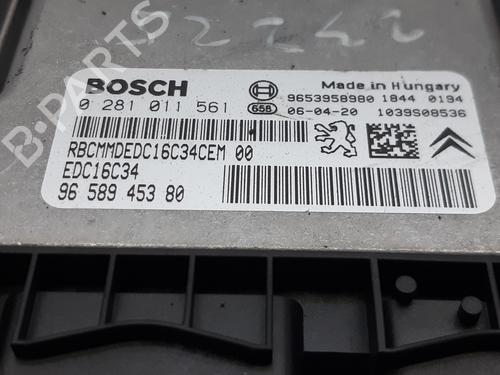 2242
BOSCH
Made in Hungary
9653958980 1844 0194
0 281 011 561
658 06-04-20 1039S08536
RBCMMDEDC16C34CEM 00
EDC16C34
96 589 453 80
B-PARTS